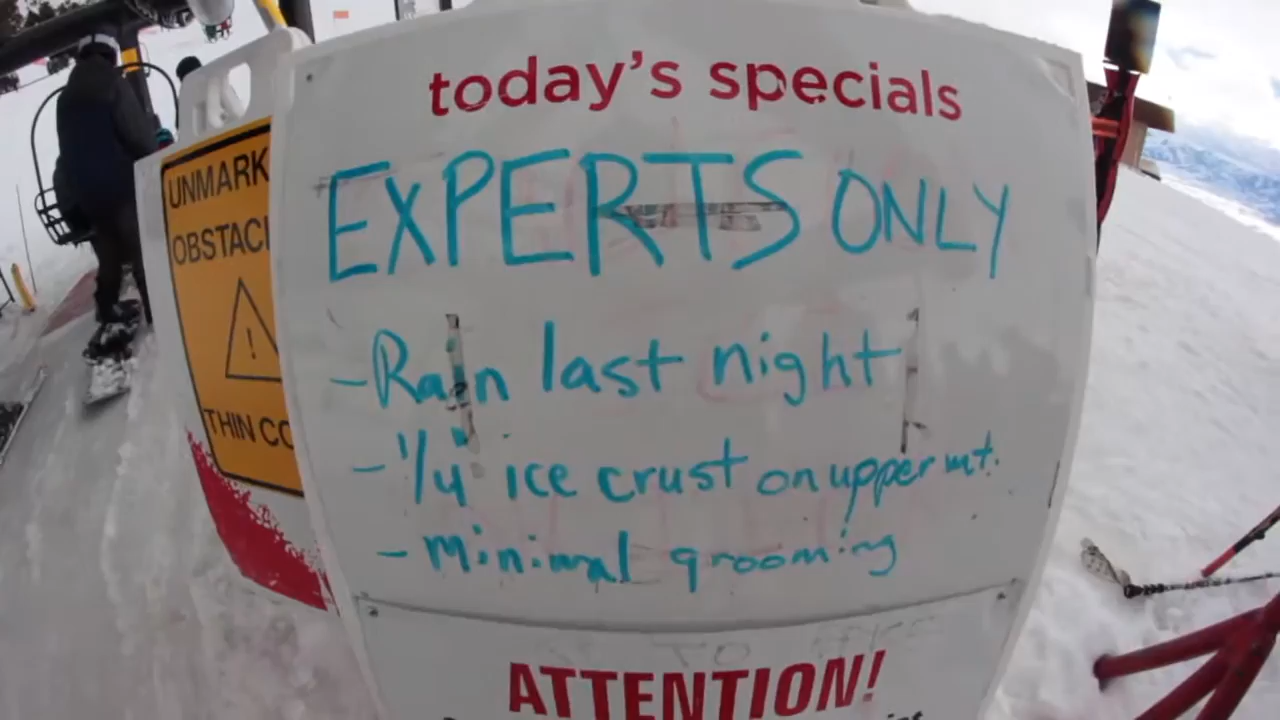 today's specials
EXPERTS ONLY
- Rain last night
- 1/4" ice crust on upper mt.
- minimal grooming
ATTENTION!
UNMARK
OBSTACL
!
THIN CO